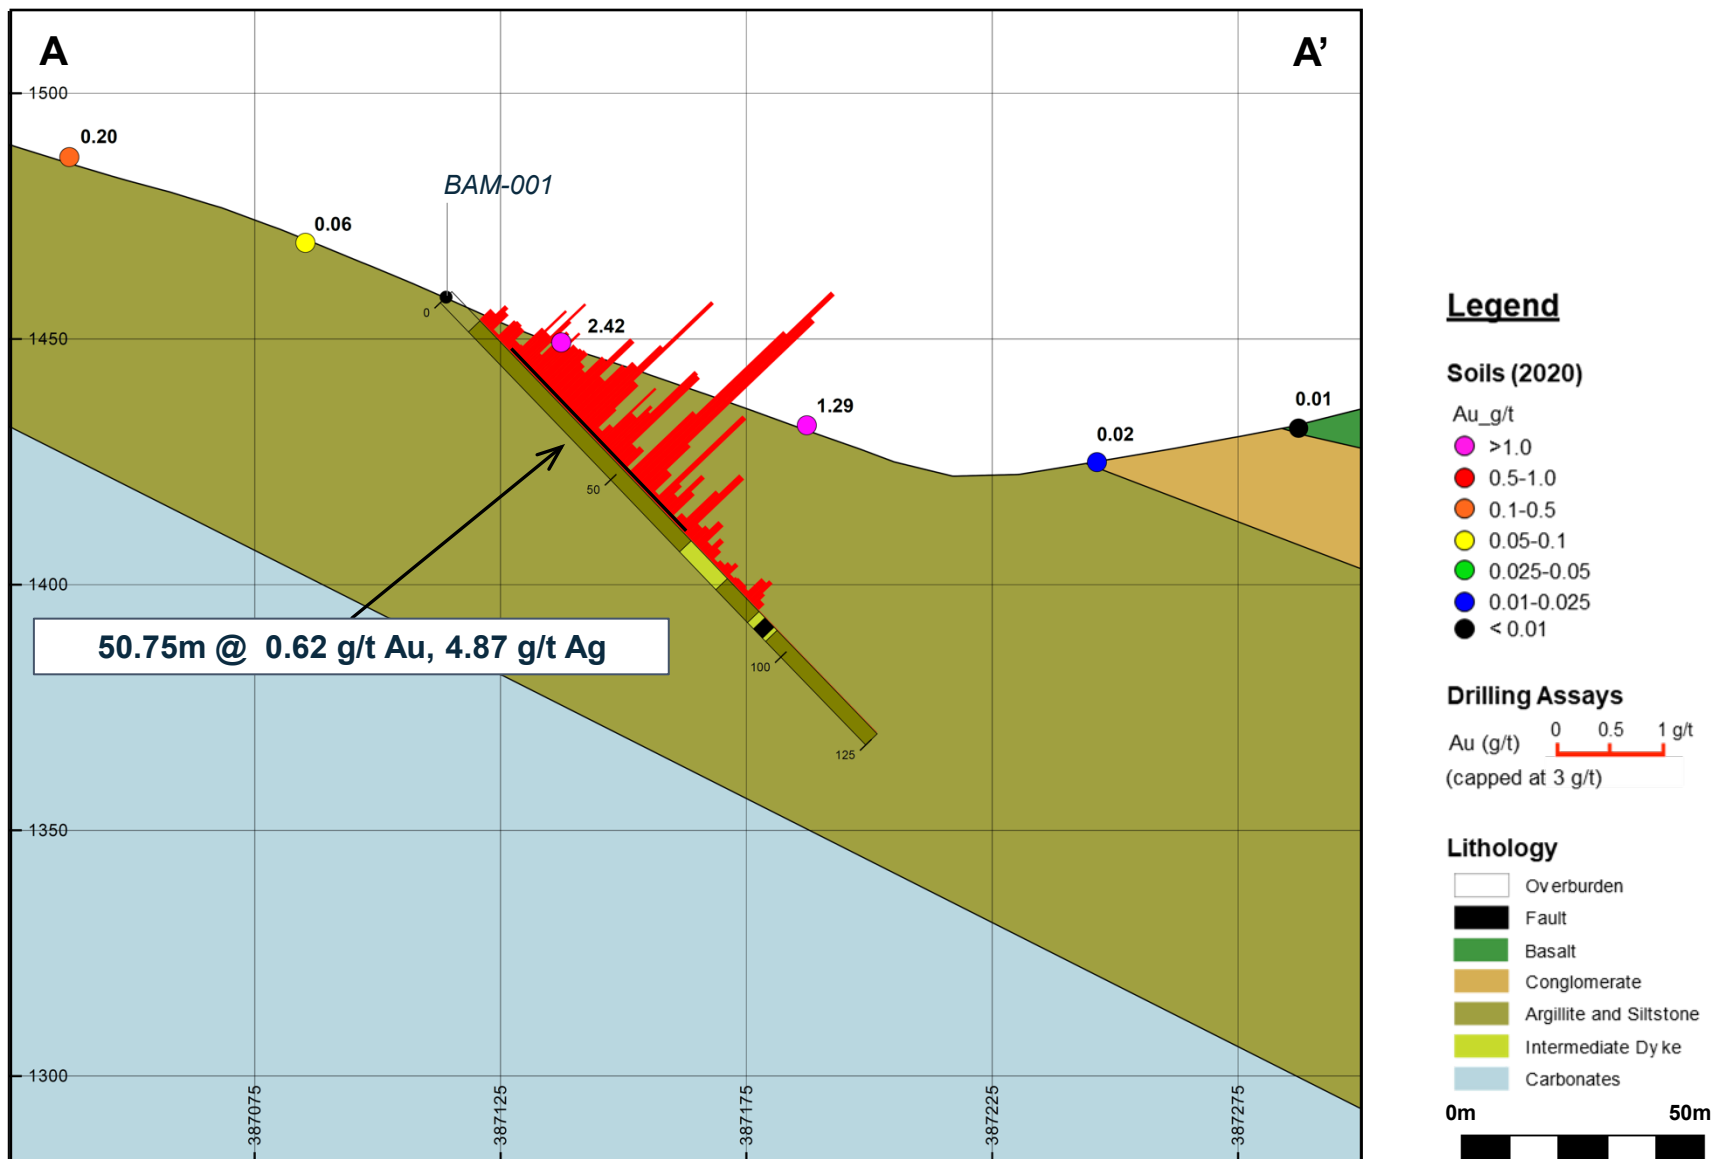 A
A’
1500
0.20
BAM-001
0.06
0
2.42
1450
1.29
0.01
0.02
50
1400
50.75m @ 0.62 g/t Au, 4.87 g/t Ag
100
125
1350
1300
387075
387125
387175
387225
387275
Legend
Soils (2020)
Au_g/t
>1.0
0.5-1.0
0.1-0.5
0.05-0.1
0.025-0.05
0.01-0.025
< 0.01
Drilling Assays
0 0.5 1 g/t
Au (g/t)
(capped at 3 g/t)
Lithology
Overburden
Fault
Basalt
Conglomerate
Argillite and Siltstone
Intermediate Dyke
Carbonates
0m 50m